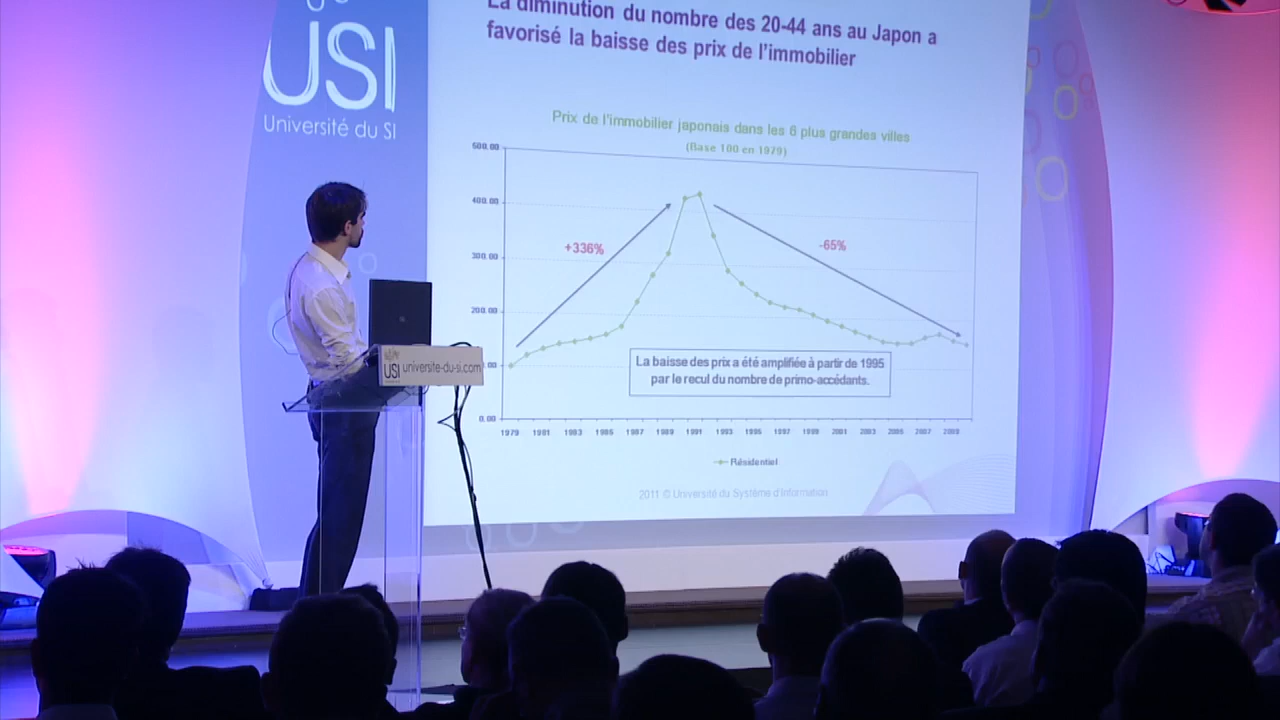 La diminution du nombre des 20-44 ans au Japon a
favorisé la baisse des prix de l'immobilier
USI
Université du SI
Prix de l'immobilier japonais dans les 6 plus grandes villes
(Base 100 en 1979)
500.00
400.00
300.00
200.00
00.00
0.00
+336%
-65%
La baisse des prix a été amplifiée à partir de 1995
par le recul du nombre de primo-accédants.
1979 1981 1983 1985 1987 1989 1991 1993 1995 1997 1999 2001 2003 2005 2007 2009
Résidentiel
2011 © Université du Système d'Information
USI universite-du-si.com